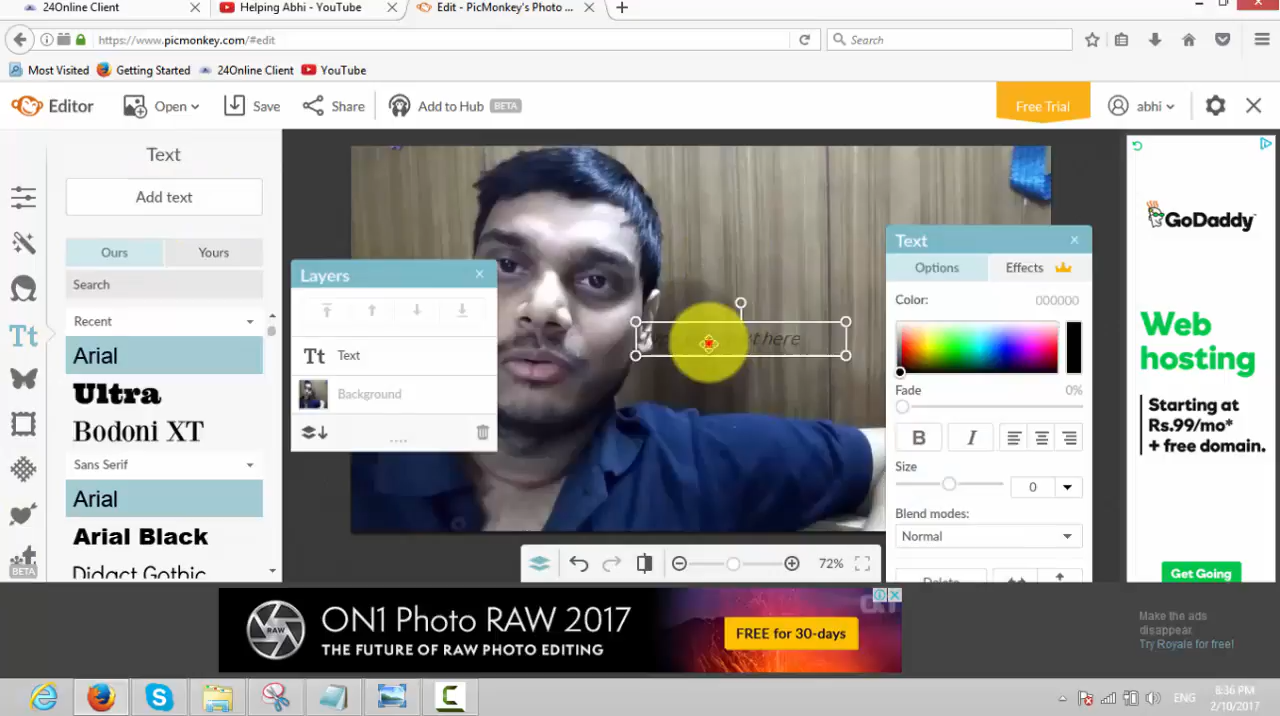 24Online Client
Helping Abhi - YouTube
Edit - PicMonkey's Photo ...
https://www.picmonkey.com/#edit
Search
Most Visited
Getting Started
24Online Client
YouTube
Editor
Open
Save
Share
Add to Hub
BETA
Free Trial
abhi
Text
Add text
Ours
Yours
Search
Recent
Arial
Ultra
Bodoni XT
Sans Serif
Arial
Arial Black
Didact Gothic
BETA
Layers
Tt Text
Background
here
Text
Options
Effects
Color:
000000
Fade
0%
B
I
Size
0
Blend modes:
Normal
Delete
72%
GoDaddy
Web
hosting
Starting at
Rs.99/mo*
+ free domain.
Get Going
RAW
ON1 Photo RAW 2017
THE FUTURE OF RAW PHOTO EDITING
FREE for 30-days
Make the ads
disappear.
Try Royale for free!
ENG
8:36 PM
2/10/2017